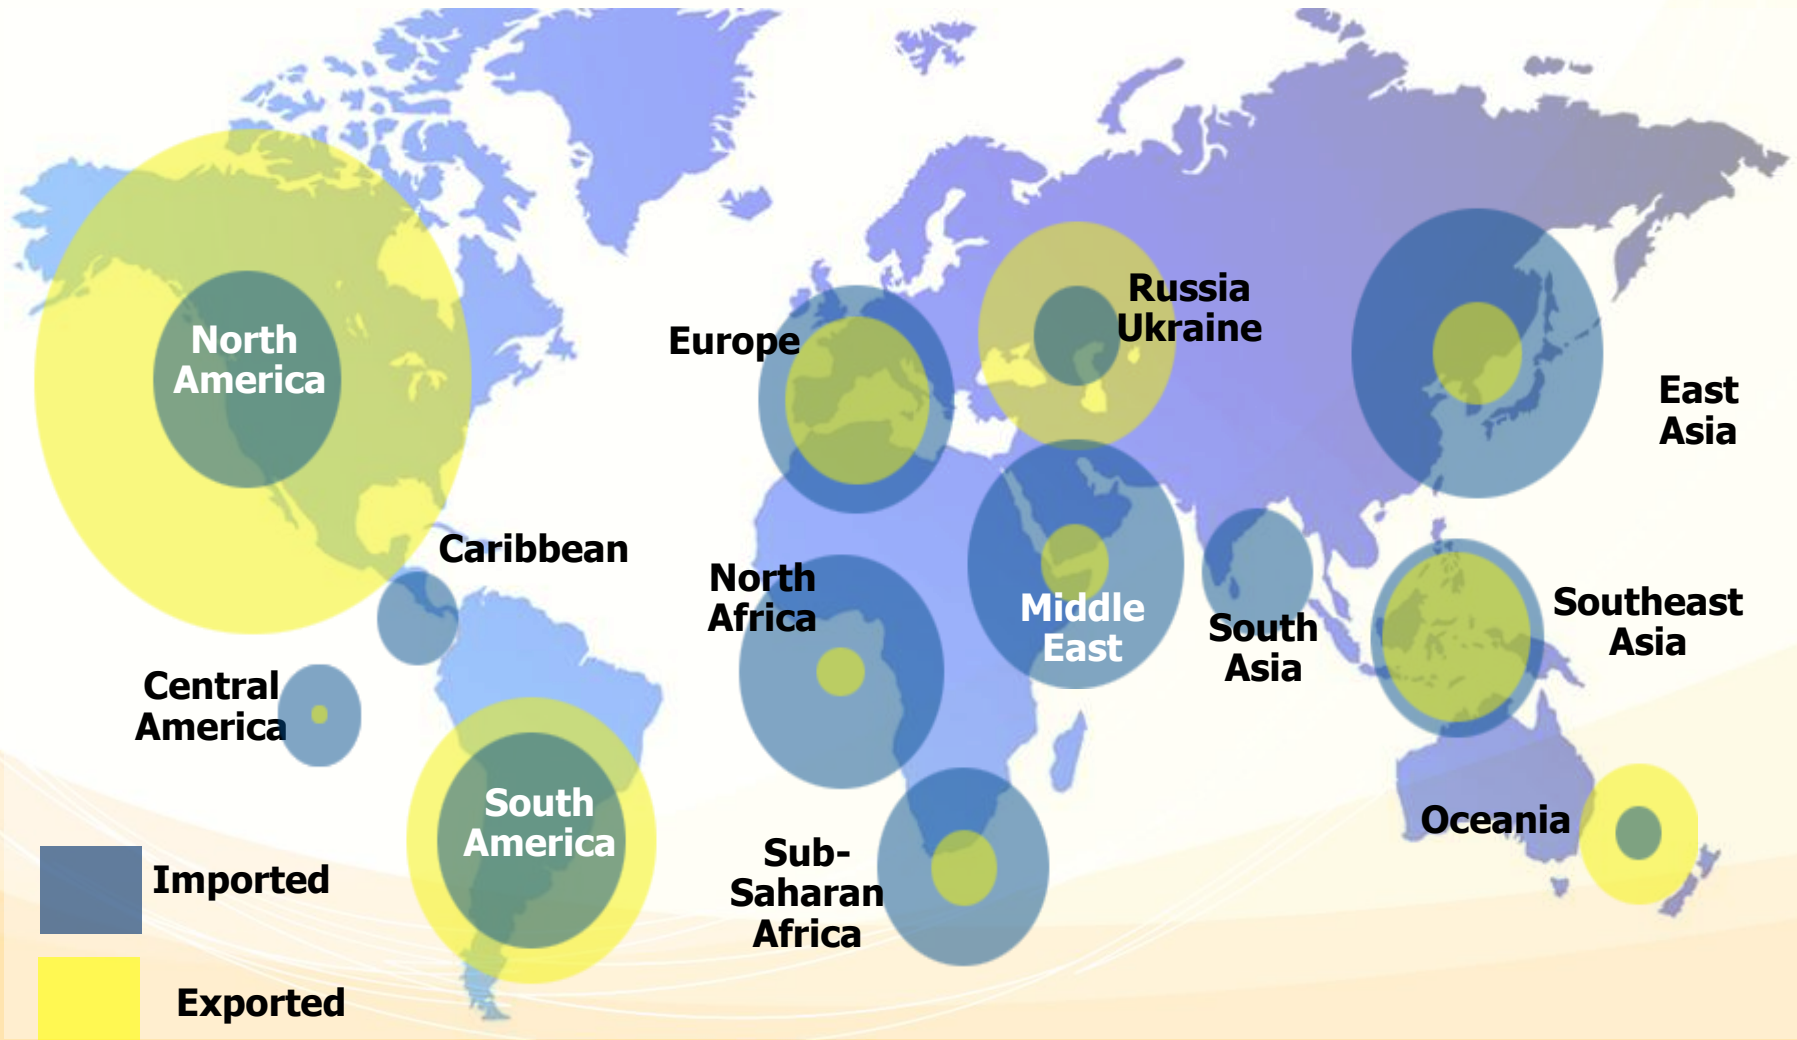 North
America
Caribbean
Central
America
South
America
Europe
North
Africa
Sub-
Saharan
Africa
Russia
Ukraine
Middle
East
South
Asia
East
Asia
Southeast
Asia
Oceania
Imported
Exported